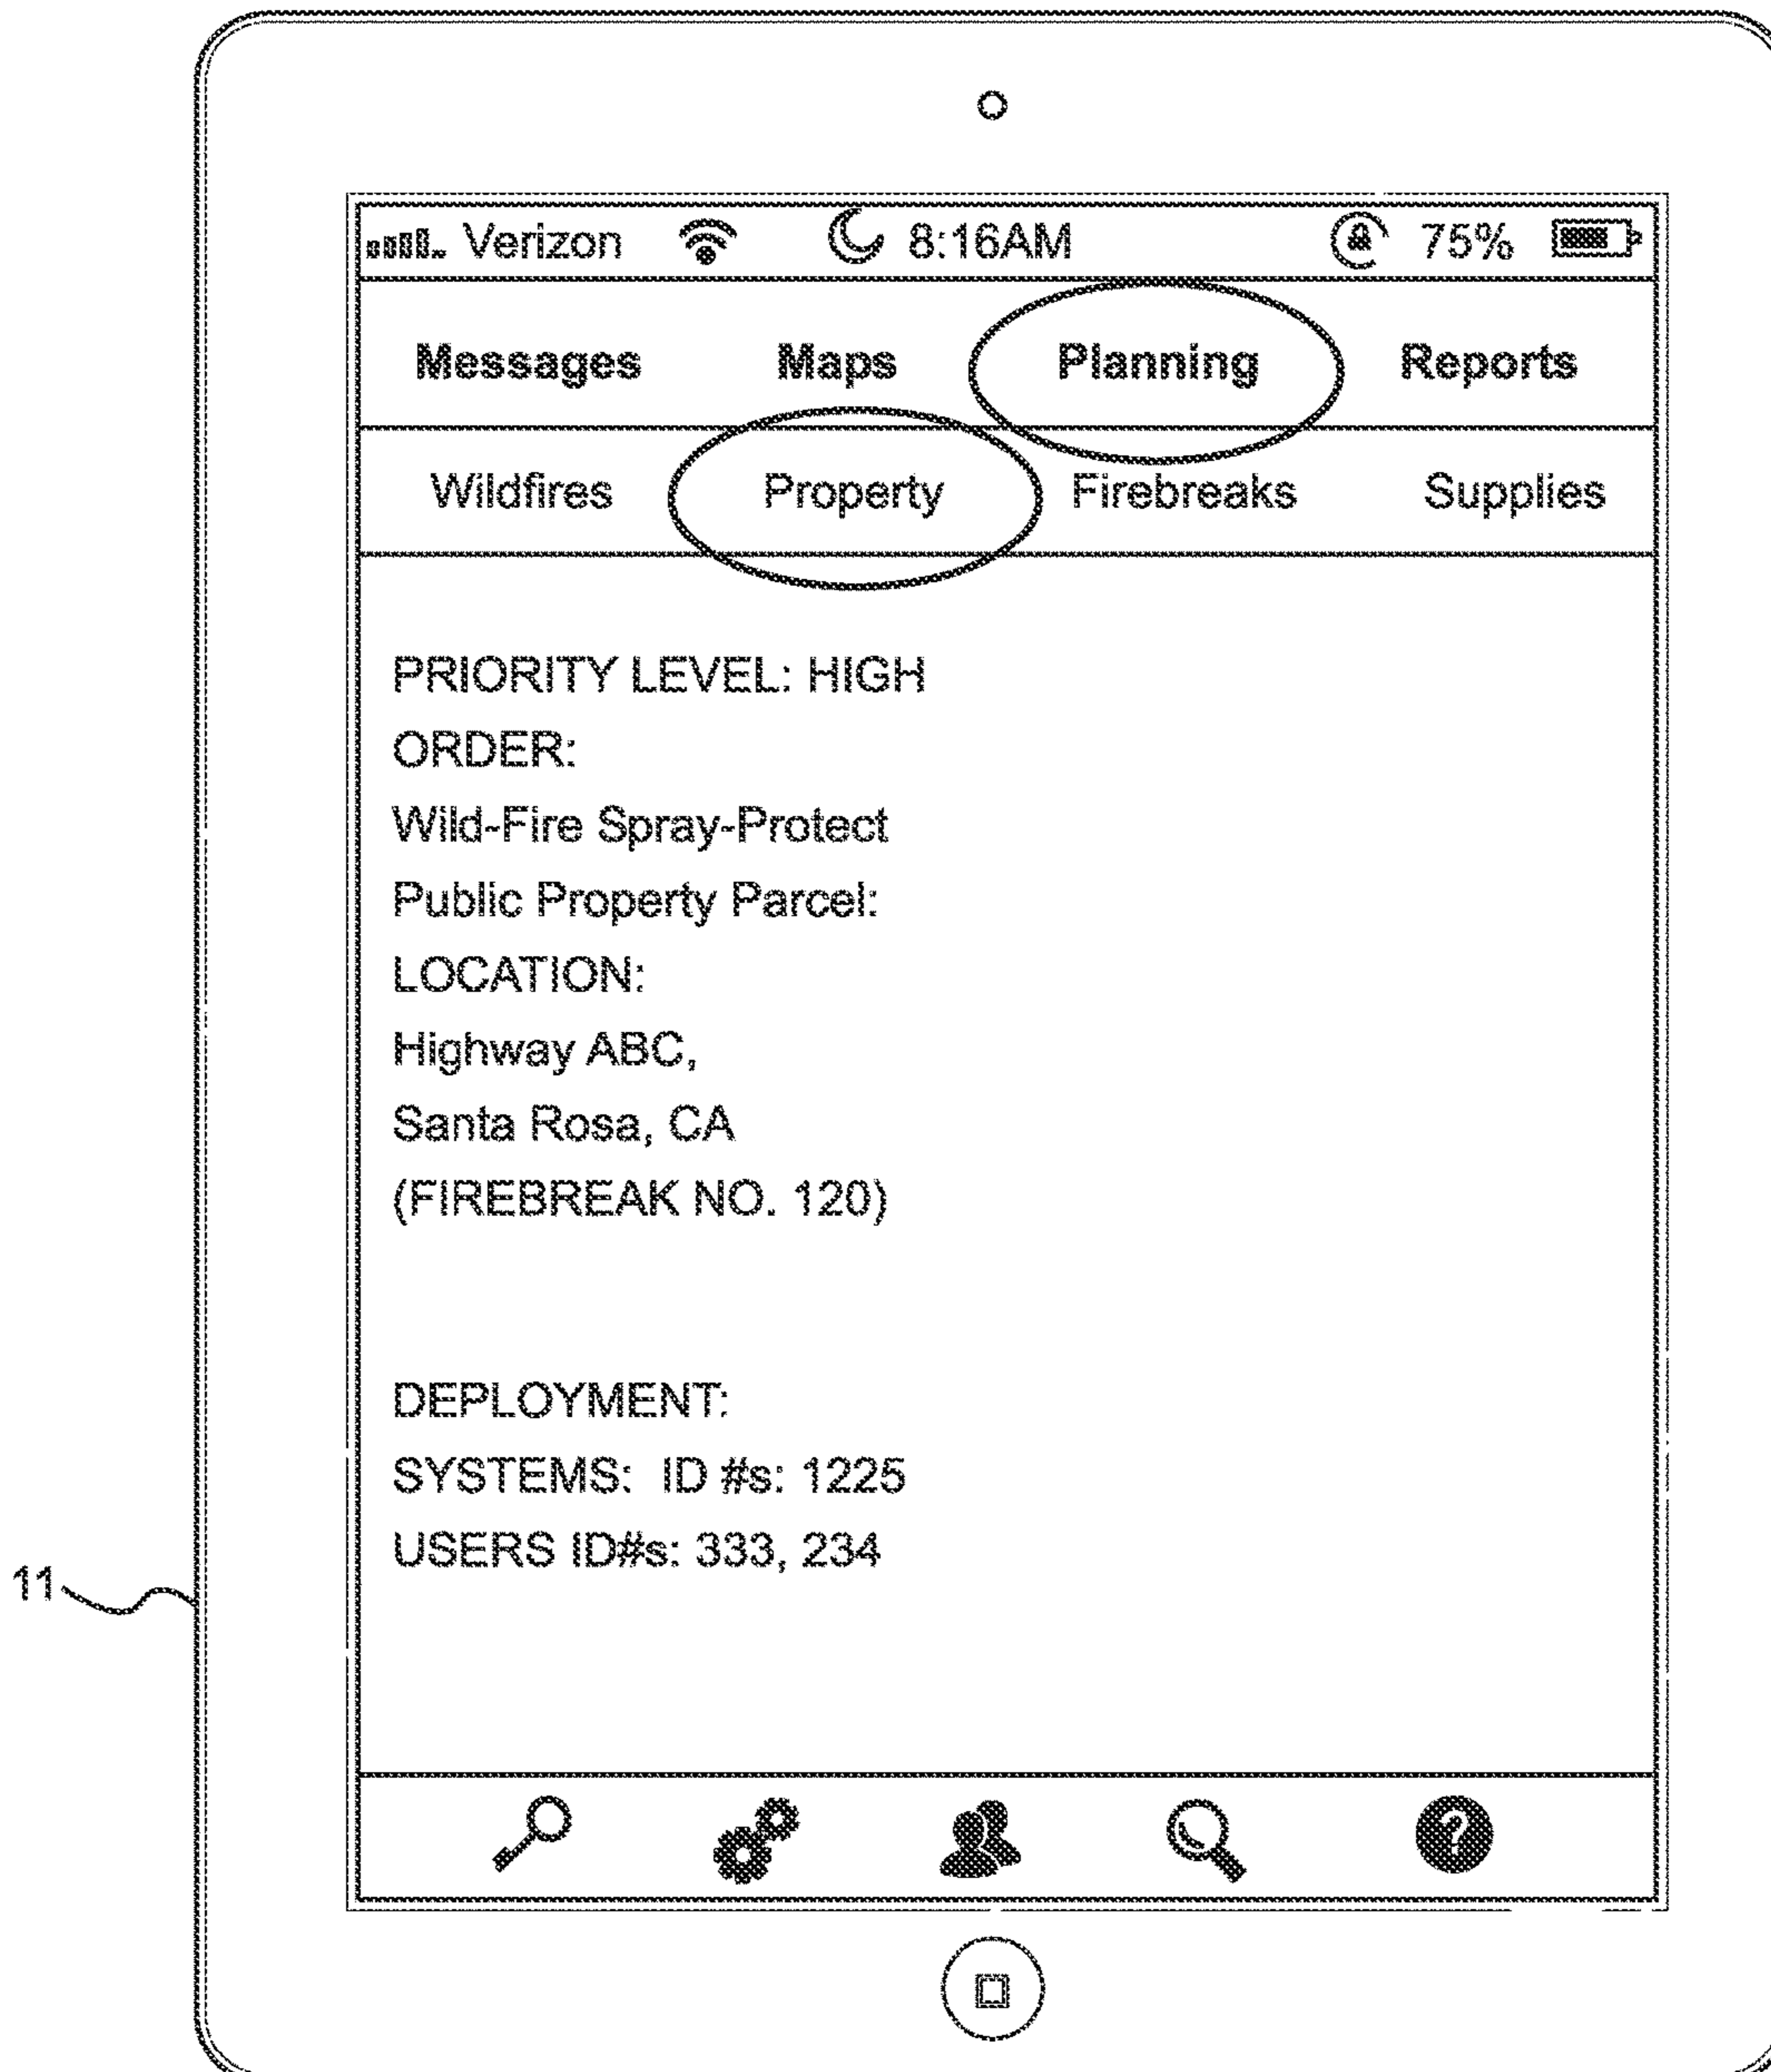 Verizon 8:16AM 75%
Messages Maps Planning Reports
Wildfires Property Firebreaks Supplies
PRIORITY LEVEL: HIGH
ORDER:
Wild-Fire Spray-Protect
Public Property Parcel:
LOCATION:
Highway ABC,
Santa Rosa, CA
(FIREBREAK NO. 120)
DEPLOYMENT:
SYSTEMS: ID #s: 1225
USERS ID#s: 333, 234
11
?